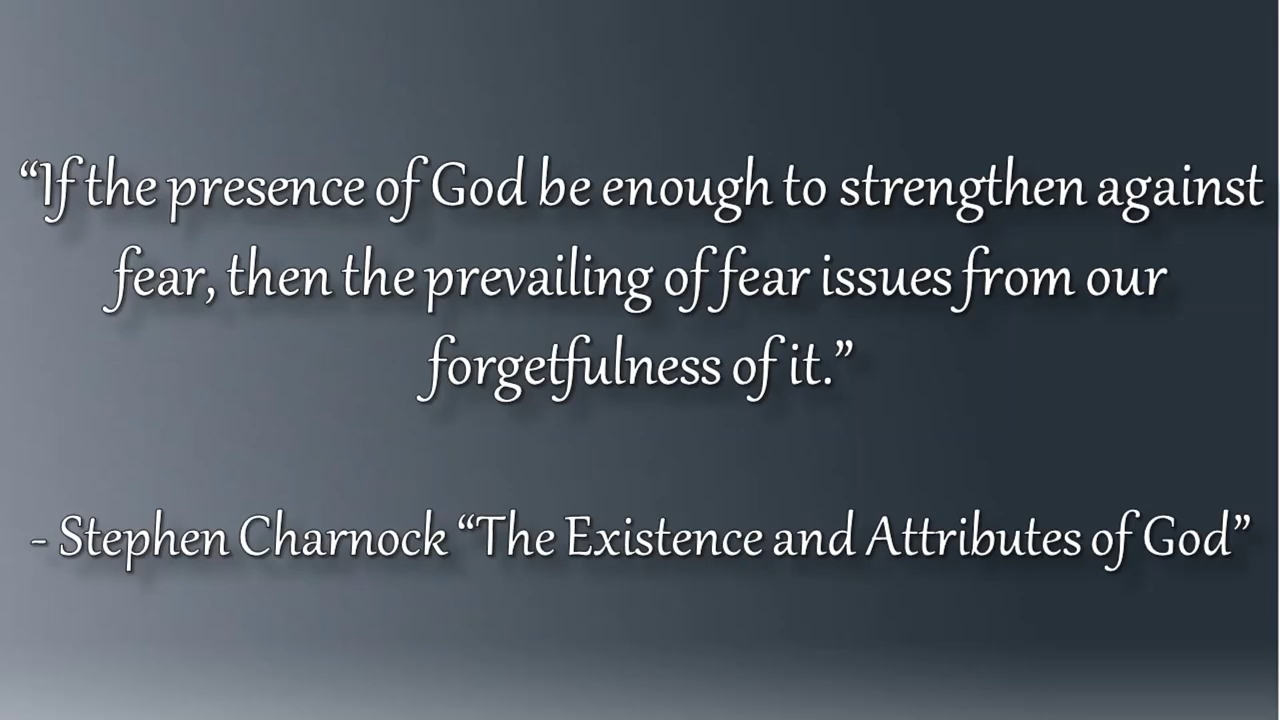 “If the presence of God be enough to strengthen against
fear, then the prevailing of fear issues from our
forgetfulness of it.”
- Stephen Charnock “The Existence and Attributes of God”